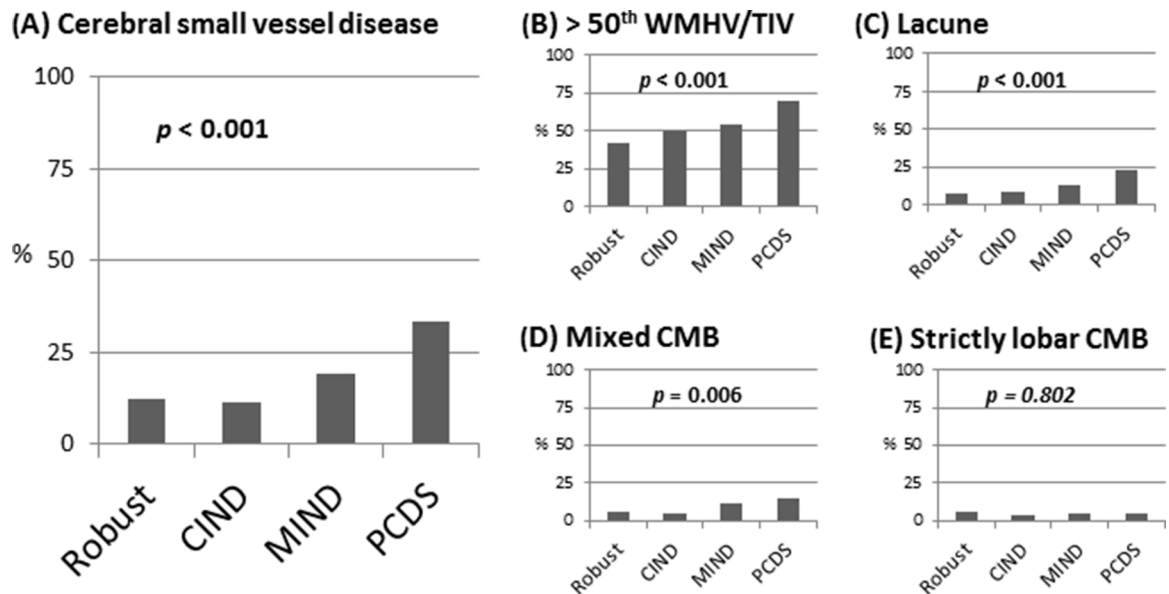 (A) Cerebral small vessel disease
100
p < 0.001
75
%
50
25
0
Robust
CIND
MIND
PCDS
(B) > 50th WMHV/TIV
100
p < 0.001
75
% 50
25
0
Robust
CIND
MIND
PCDS
(C) Lacune
100
p < 0.001
75
% 50
25
0
Robust
CIND
MIND
PCDS
(D) Mixed CMB
100
p = 0.006
75
% 50
25
0
Robust
CIND
MIND
PCDS
(E) Strictly lobar CMB
100
p = 0.802
75
% 50
25
0
Robust
CIND
MIND
PCDS